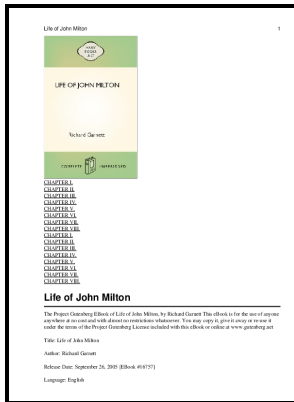 Life of John Milton 1
MANY
BOOKS
.NET
LIFE OF JOHN MILTON
Richard Garnett
COMPLETE
CHAPTER I.
CHAPTER II.
CHAPTER III.
CHAPTER IV.
CHAPTER V.
CHAPTER VI.
CHAPTER VII.
CHAPTER VIII.
CHAPTER I.
CHAPTER II.
CHAPTER III.
CHAPTER IV.
CHAPTER V.
CHAPTER VI.
CHAPTER VII.
CHAPTER VIII.
Life of John Milton
The Project Gutenberg EBook of Life of John Milton, by Richard Garnett This eBook is for the use of anyone
anywhere at no cost and with almost no restrictions whatsoever. You may copy it, give it away or re-use it
under the terms of the Project Gutenberg License included with this eBook or online at www.gutenberg.net
Title: Life of John Milton
Author: Richard Garnett
Release Date: September 26, 2005 [EBook #16757]
Language: English